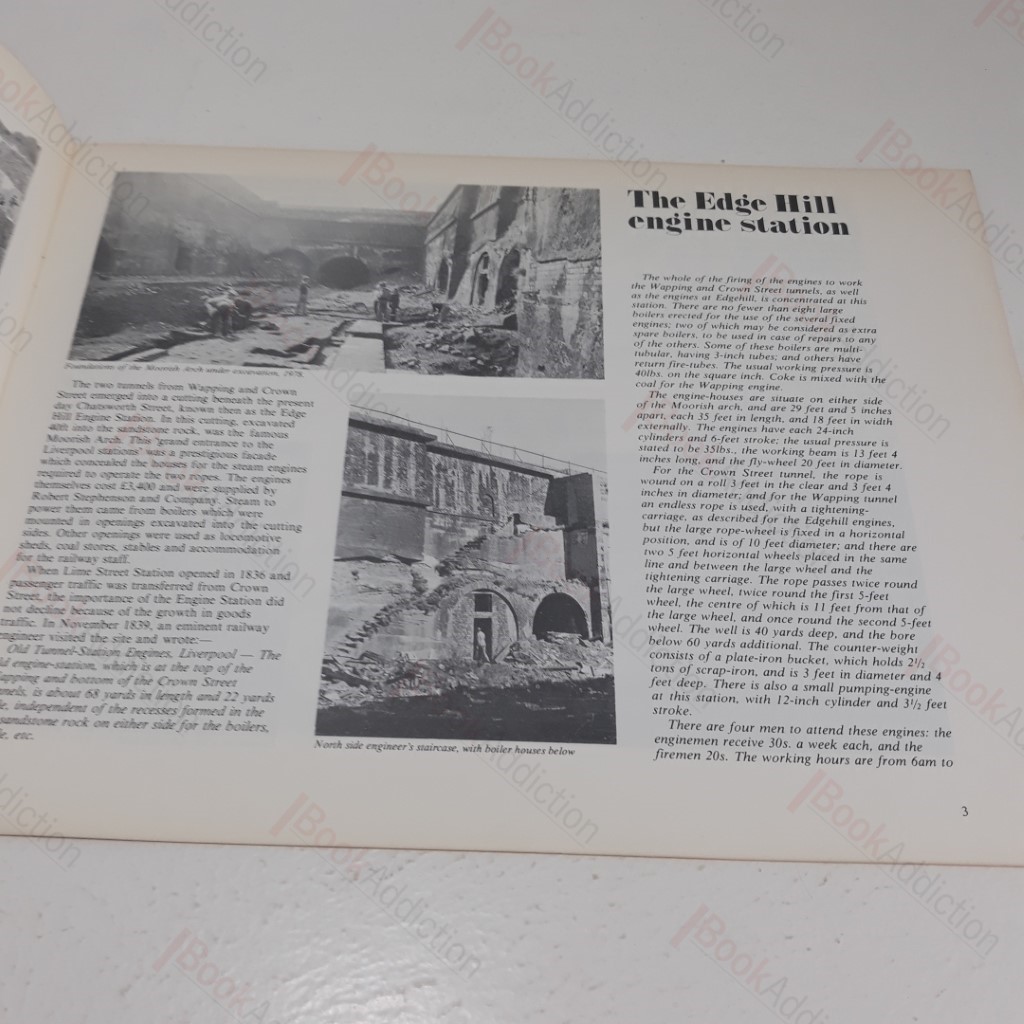 Foundations of the Moorish Arch under excavation, 1978.
The two tunnels from Wapping and Crown
Street emerged into a cutting beneath the present
day Chatsworth Street, known then as the Edge
Hill Engine Station. In this cutting, excavated
40ft into the sandstone rock, was the famous
Moorish Arch. This 'grand entrance to the
Liverpool stations' was a prestigious facade
which concealed the houses for the steam engines
required to operate the two ropes. The engines
themselves cost £3,400 and were supplied by
Robert Stephenson and Company. Steam to
power them came from boilers which were
mounted in openings excavated into the cutting
sides. Other openings were used as locomotive
sheds, coal stores, stables and accommodation
for the railway staff.
When Lime Street Station opened in 1836 and
passenger traffic was transferred from Crown
Street, the importance of the Engine Station did
not decline because of the growth in goods
traffic. In November 1839, an eminent railway
engineer visited the site and wrote:—
Old Tunnel-Station Engines, Liverpool — The
engine-station, which is at the top of the
and bottom of the Crown Street
is about 68 yards in length and 22 yards
independent of the recesses formed in the
sandstone rock on either side for the boilers,
etc.
North side engineer's staircase, with boiler houses below
The Edge Hill
engine station
The whole of the firing of the engines to work
the Wapping and Crown Street tunnels, as well
as the engines at Edgehill, is concentrated at this
station. There are no fewer than eight large
boilers erected for the use of the several fixed
engines; two of which may be considered as extra
spare boilers, to be used in case of repairs to any
of the others. Some of these boilers are multi-
tubular, having 3-inch tubes; and others have
return fire-tubes. The usual working pressure is
40lbs. on the square inch. Coke is mixed with the
coal for the Wapping engine.
The engine-houses are situate on either side
of the Moorish arch, and are 29 feet and 5 inches
apart, each 35 feet in length, and 18 feet in width
externally. The engines have each 24-inch
cylinders and 6-feet stroke; the usual pressure is
stated to be 35lbs., the working beam is 13 feet 4
inches long, and the fly-wheel 20 feet in diameter.
For the Crown Street tunnel, the rope is
wound on a roll 3 feet in the clear and 3 feet 4
inches in diameter; and for the Wapping tunnel
an endless rope is used, with a tightening-
carriage, as described for the Edgehill engines,
but the large rope-wheel is fixed in a horizontal
position, and is of 10 feet diameter; and there are
two 5 feet horizontal wheels placed in the same
line and between the large wheel and the
tightening carriage. The rope passes twice round
the large wheel, twice round the first 5-feet
wheel, the centre of which is 11 feet from that of
the large wheel, and once round the second 5-feet
wheel. The well is 40 yards deep, and the bore
below 60 yards additional. The counter-weight
consists of a plate-iron bucket, which holds 2½
tons of scrap-iron, and is 3 feet in diameter and 4
feet deep. There is also a small pumping-engine
at this station, with 12-inch cylinder and 3½ feet
stroke.
There are four men to attend these engines: the
enginemen receive 30s. a week each, and the
firemen 20s. The working hours are from 6am to
3
BookAddiction